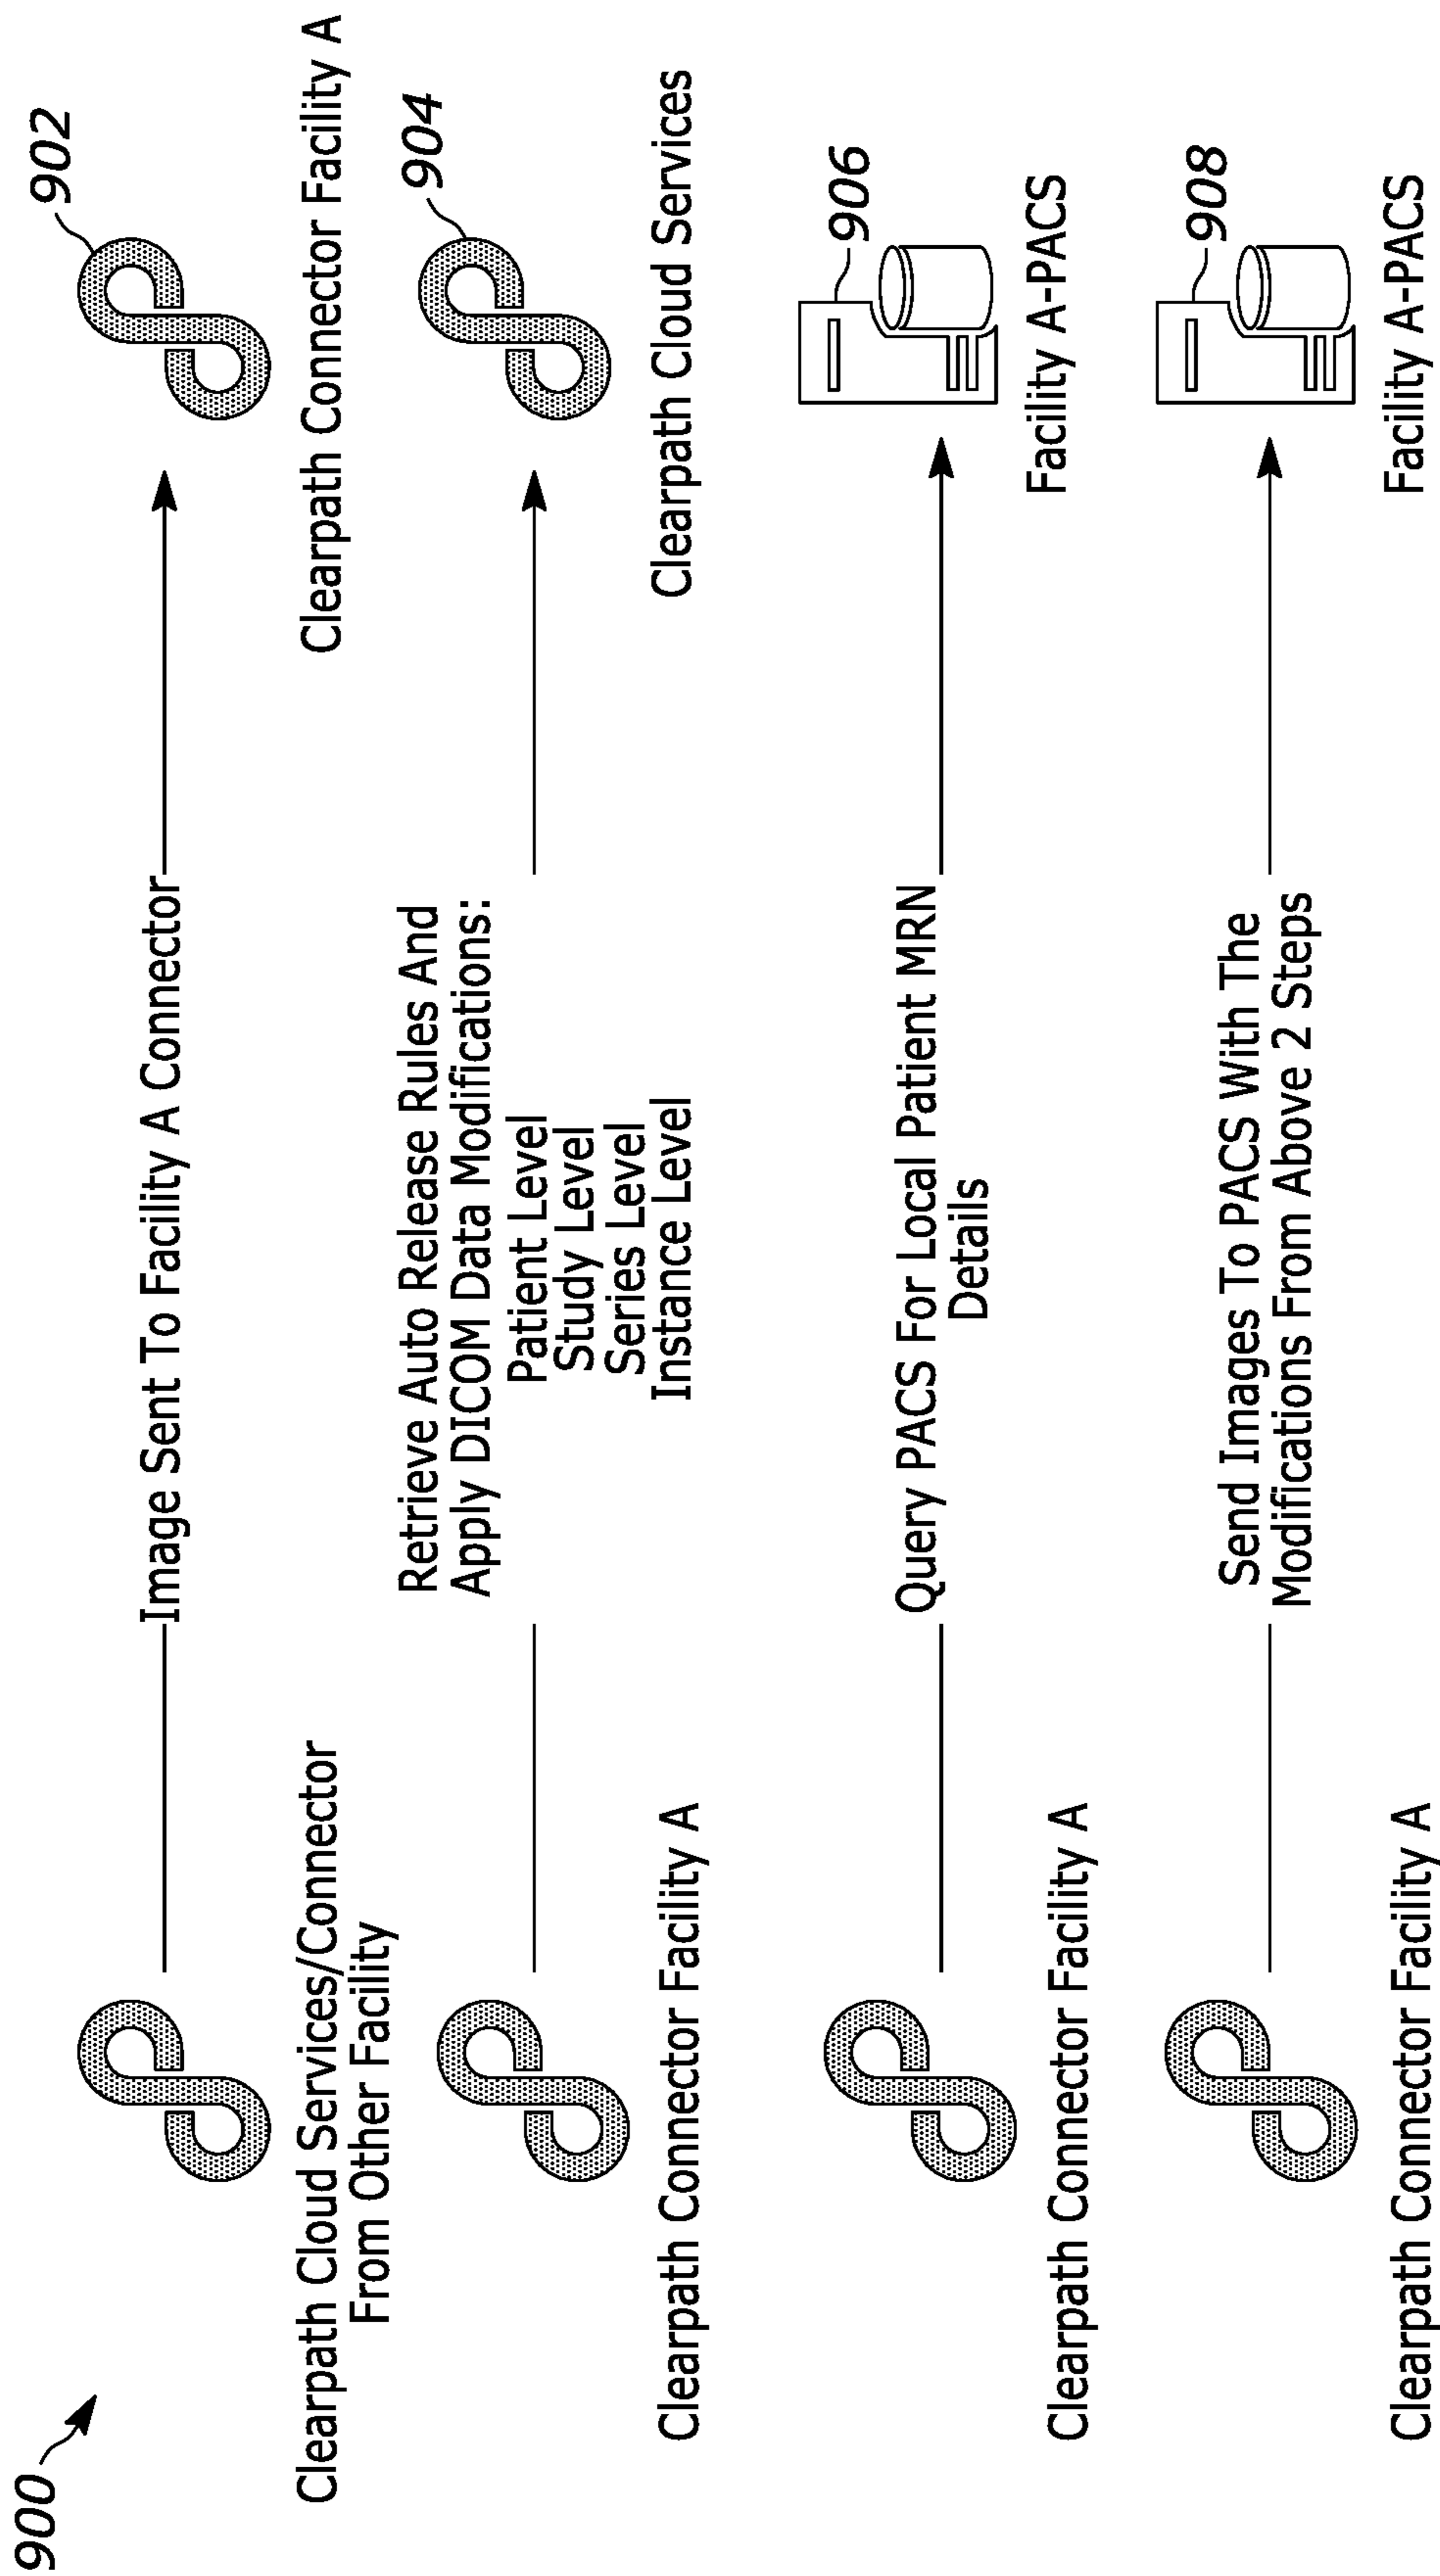 900
Image Sent To Facility A Connector
902
Clearpath Cloud Services/Connector
From Other Facility
Clearpath Connector Facility A
Retrieve Auto Release Rules And
Apply DICOM Data Modifications:
Patient Level
Study Level
Series Level
Instance Level
904
Clearpath Connector Facility A
Clearpath Cloud Services
Query PACS For Local Patient MRN
Details
906
Clearpath Connector Facility A
Facility A-PACS
Send Images To PACS With The
Modifications From Above 2 Steps
908
Clearpath Connector Facility A
Facility A-PACS